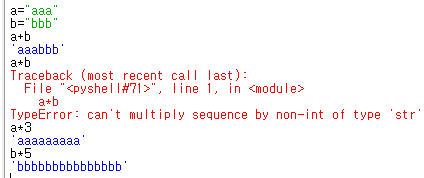 a="aaa"
b="bbb"
a+b
'aaabbb'
a*b
Traceback (most recent call last):
  File "<pyshell#71>", line 1, in <module>
    a*b
TypeError: can't multiply sequence by non-int of type 'str'
a*3
'aaaaaaaaa'
b*5
'bbbbbbbbbbbbbbb'